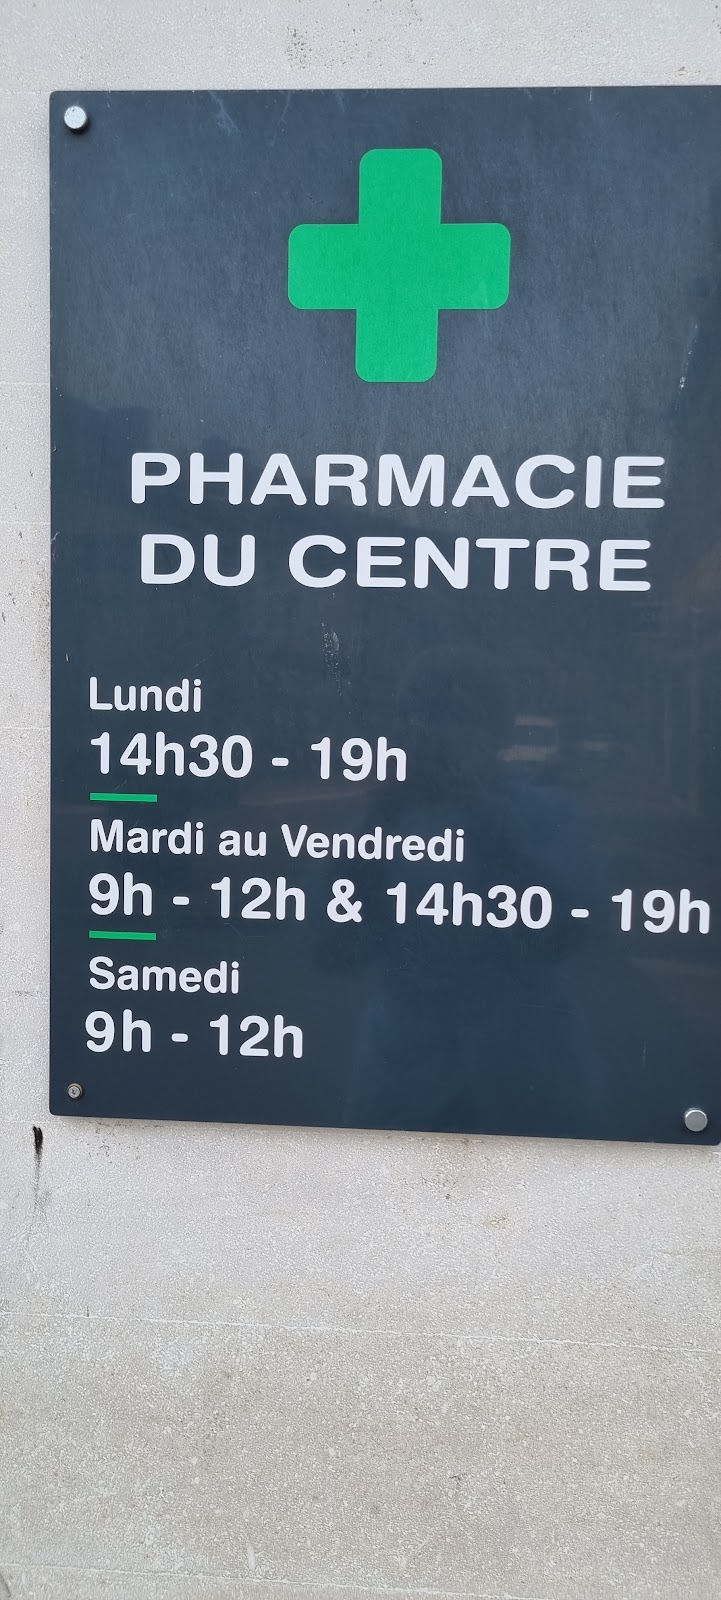 PHARMACIE
DU CENTRE
Lundi
14h30 - 19h
Mardi au Vendredi
9h - 12h & 14h30 - 19h
Samedi
9h - 12h